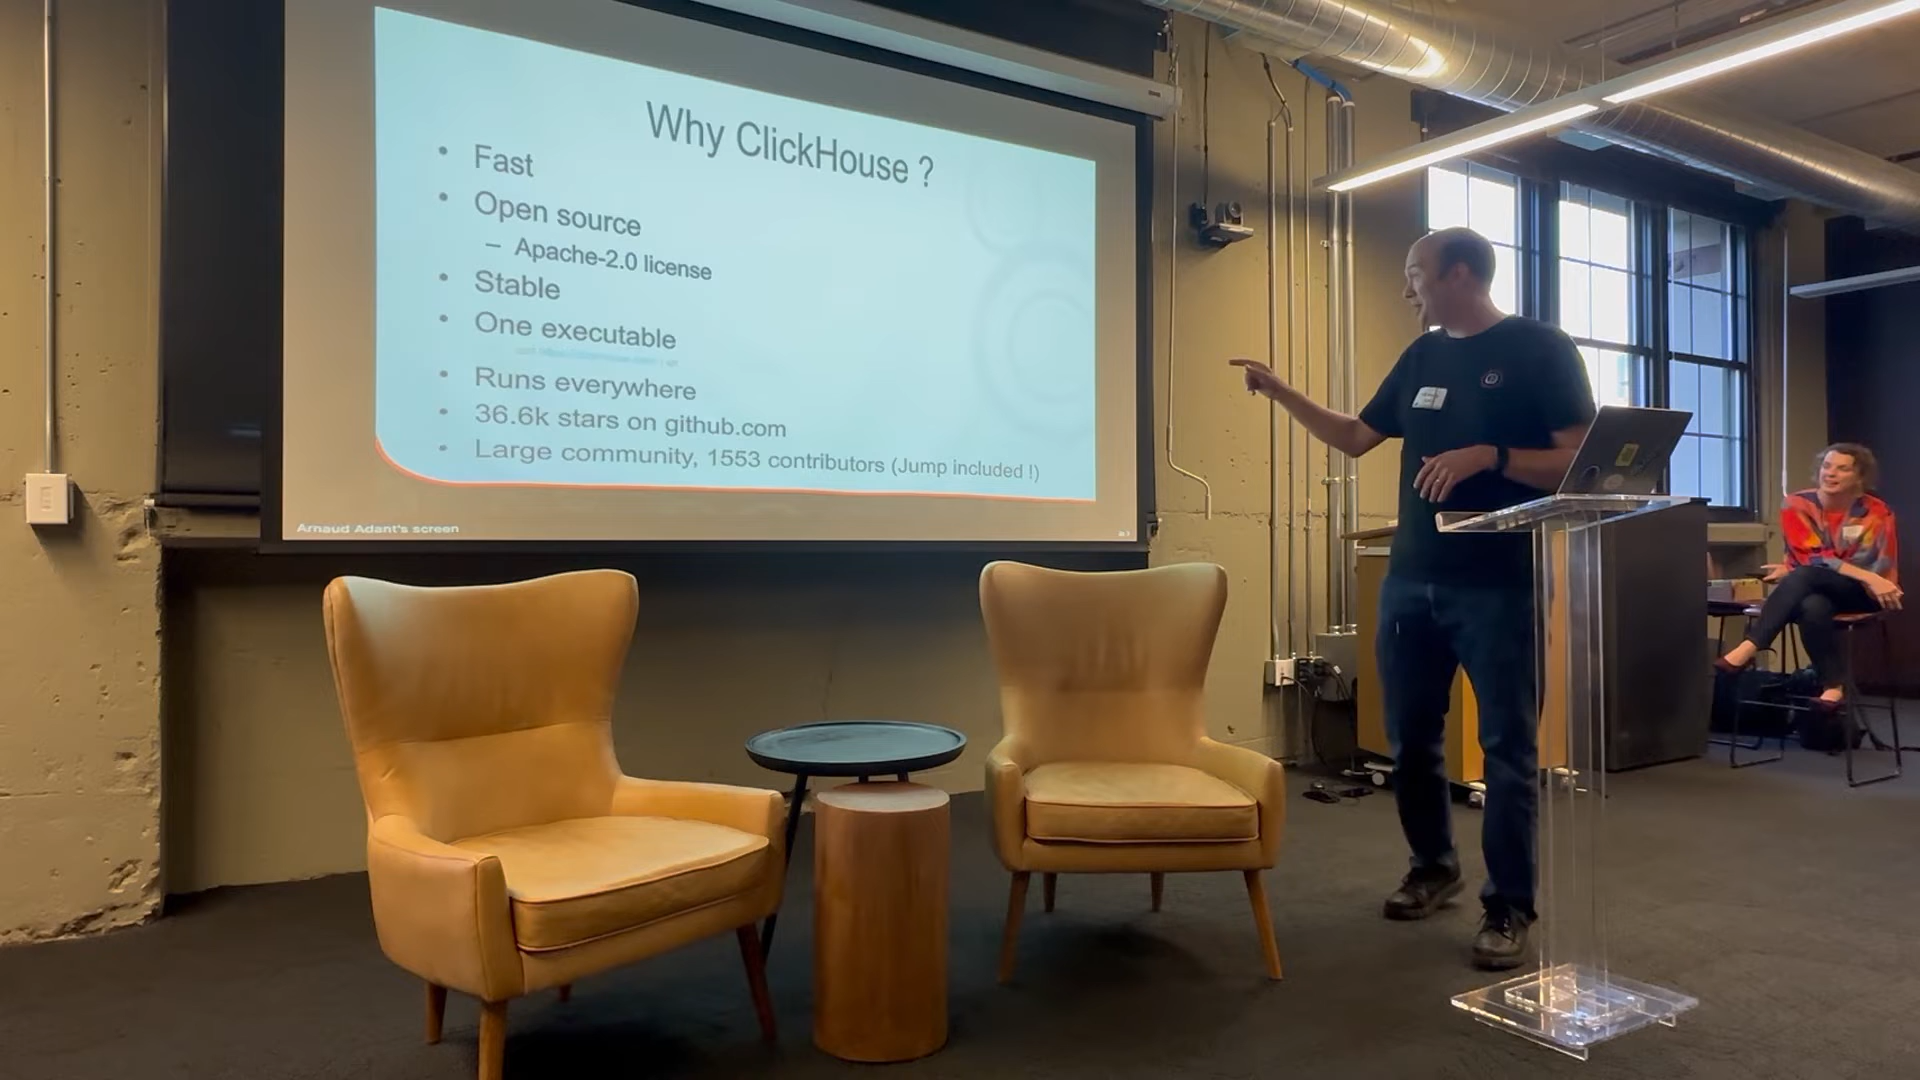 Why ClickHouse ?
• Fast
• Open source
– Apache-2.0 license
• Stable
• One executable
• Runs everywhere
• 36.6k stars on github.com
• Large community, 1553 contributors (Jump included !)
Arnaud Adant's screen